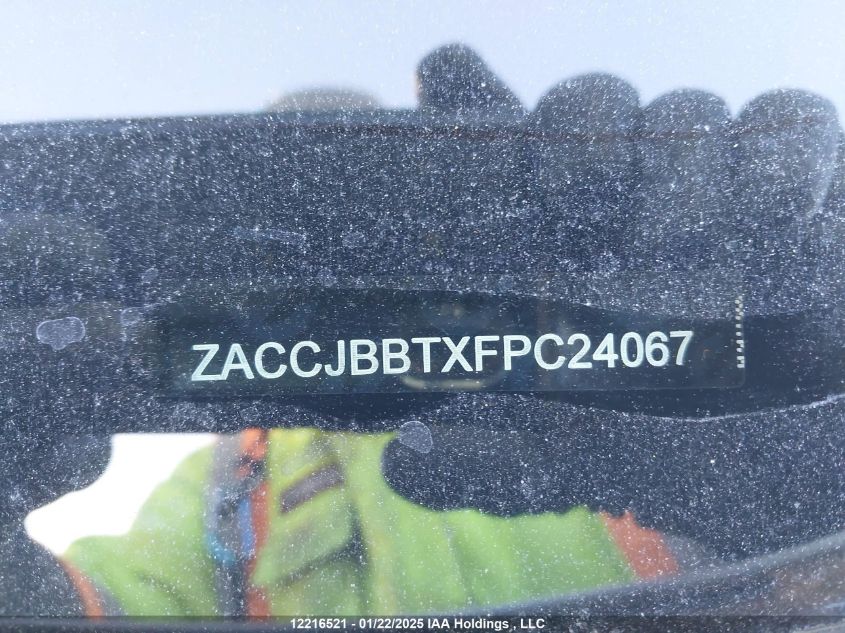 ZACCJBBTXFPC24067
12216521 - 01/22/2025 IAA Holdings , LLC